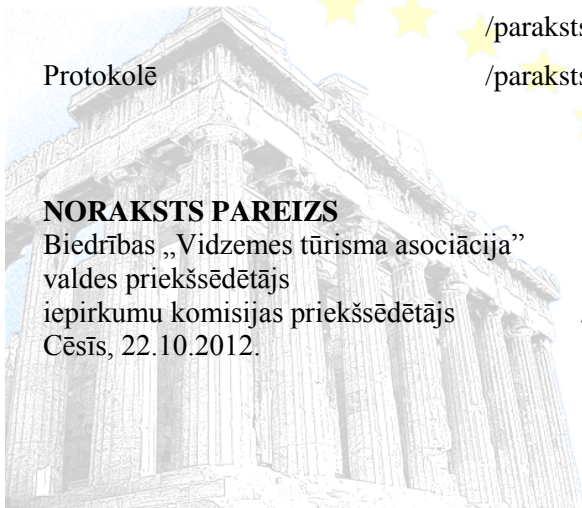 /paraksts
Protokolē /paraksts
NORAKSTS PAREIZS
Biedrības „Vidzemes tūrisma asociācija”
valdes priekšsēdētājs
iepirkumu komisijas priekšsēdētājs
Cēsīs, 22.10.2012.